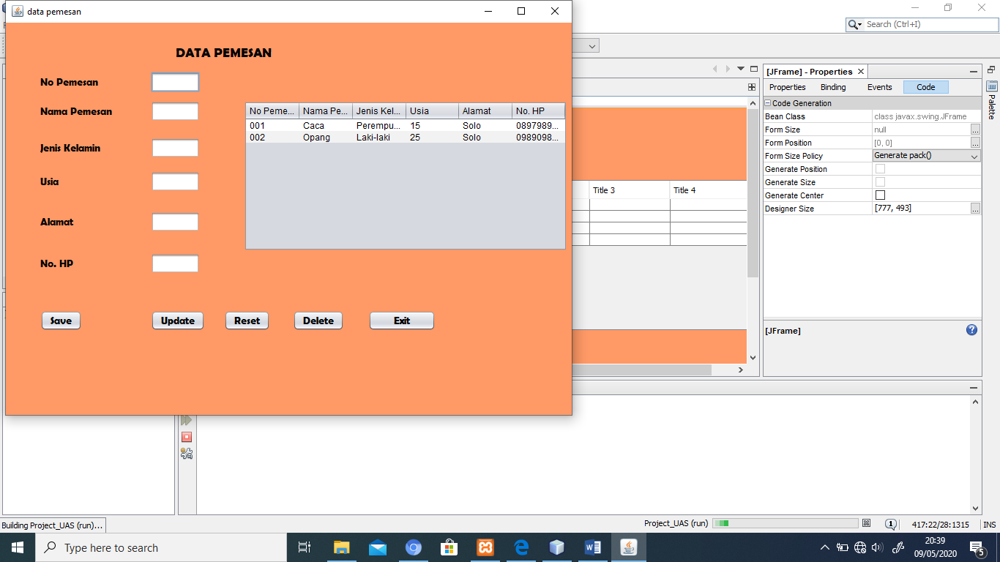 data pemesan
DATA PEMESAN
No Pemesan
Nama Pemesan
Jenis Kelamin
Usia
Alamat
No. HP
No Peme... Nama Pe... Jenis Kel... Usia Alamat No. HP
001 Caca Perempu... 15 Solo 0897989...
002 Opang Laki-laki 25 Solo 0989098...
Save Update Reset Delete Exit
Search (Ctrl+I)
Title 3 Title 4
[JFrame] - Properties
Properties Binding Events Code
Code Generation
Bean Class class javax.swing.JFrame
Form Size null ...
Form Position [0, 0] ...
Form Size Policy Generate pack()
Generate Position
Generate Size
Generate Center
Designer Size [777, 493] ...
[JFrame]
Palette
Building Project_UAS (run)...
Project_UAS (run)
1
417:22/28:1315 INS
Type here to search
20:39
09/05/2020
5